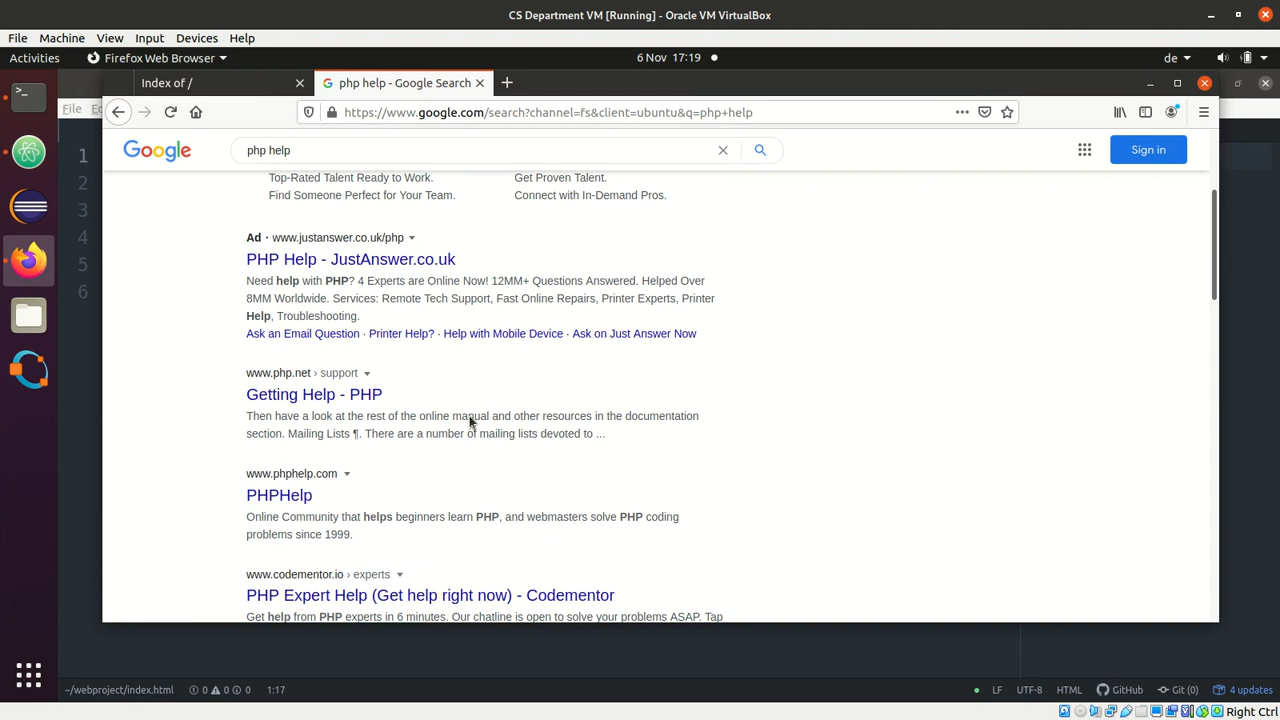 CS Department VM [Running] - Oracle VM VirtualBox
File Machine View Input Devices Help
Activities Firefox Web Browser 6 Nov 17:19 de
Index of / php help - Google Search
File
https://www.google.com/search?channel=fs&client=ubuntu&q=php+help
Google php help Sign in
1
2
3
4
5
6
Top-Rated Talent Ready to Work. Get Proven Talent.
Find Someone Perfect for Your Team. Connect with In-Demand Pros.
Ad · www.justanswer.co.uk/php
PHP Help - JustAnswer.co.uk
Need help with PHP? 4 Experts are Online Now! 12MM+ Questions Answered. Helped Over
8MM Worldwide. Services: Remote Tech Support, Fast Online Repairs, Printer Experts, Printer
Help, Troubleshooting.
Ask an Email Question · Printer Help? · Help with Mobile Device · Ask on Just Answer Now
www.php.net › support
Getting Help - PHP
Then have a look at the rest of the online manual and other resources in the documentation
section. Mailing Lists ¶. There are a number of mailing lists devoted to ...
www.phphelp.com
PHPHelp
Online Community that helps beginners learn PHP, and webmasters solve PHP coding
problems since 1999.
www.codementor.io › experts
PHP Expert Help (Get help right now) - Codementor
Get help from PHP experts in 6 minutes. Our chatline is open to solve your problems ASAP. Tap
~/webproject/index.html 0 0 0 1:17 LF UTF-8 HTML GitHub Git (0) 4 updates
Right Ctrl